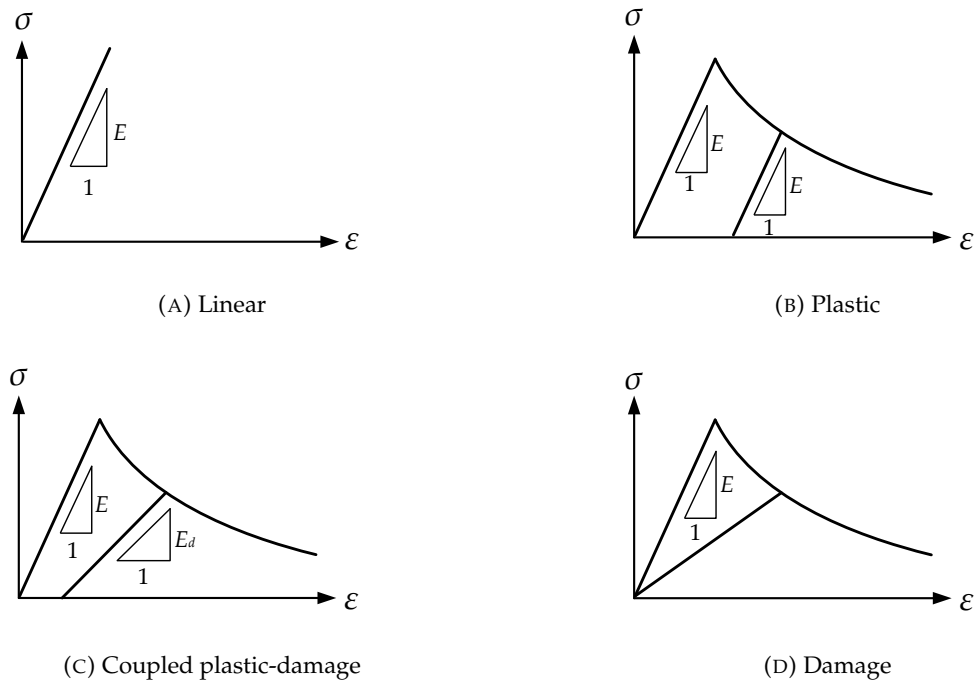 σ
E
1
ε
(A) Linear
σ
E
1
E
1
ε
(B) Plastic
σ
E
1
E_d
1
ε
(C) Coupled plastic-damage
σ
E
1
ε
(D) Damage